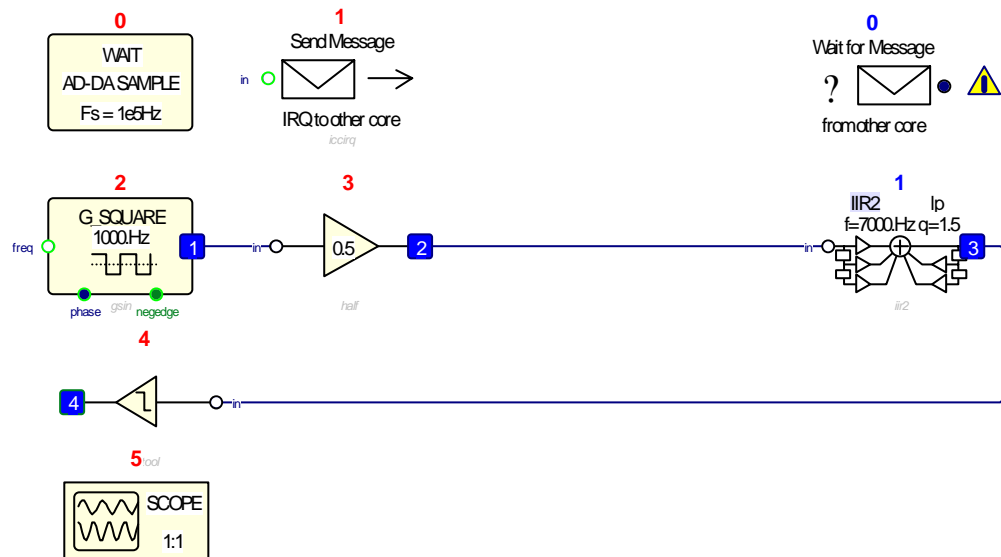 0
WAIT
AD-DA SAMPLE
Fs = 1e5Hz
1
Send Message
in
IRQ to other core
iccirq
0
Wait for Message
?
from other core
2
G_SQUARE
1000.Hz
1
freq
phase
gsin
negedge
3
in
0.5
2
half
1
IIR2 lp
f=7000.Hz q=1.5
in
3
iir2
4
4
in
5
SCOPE
1:1